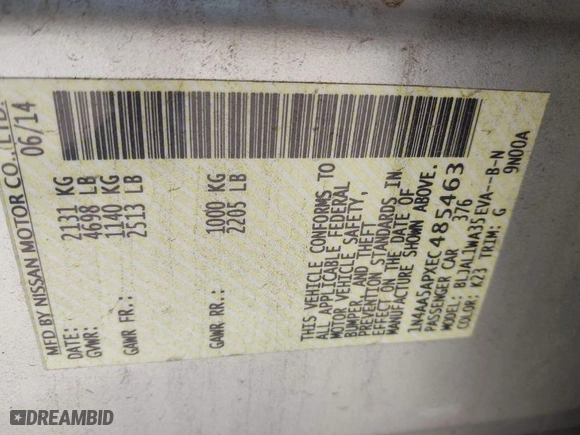 MFD BY NISSAN MOTOR CO.,LTD.
DATE: 06/14
GVWR: 2131 KG
4698 LB
GAWR FR.: 1140 KG
2513 LB
GAWR RR.: 1000 KG
2205 LB
THIS VEHICLE CONFORMS TO
ALL APPLICABLE FEDERAL
MOTOR VEHICLE SAFETY,
BUMPER, AND THEFT
PREVENTION STANDARDS IN
EFFECT ON THE DATE OF
MANUFACTURE SHOWN ABOVE.
1N4AA5APXEC485463
PASSENGER CAR 376
MODEL: BLJALLWA35EVA--B-N
COLOR: K23 TRIM: G 9N00A
DREAMBID